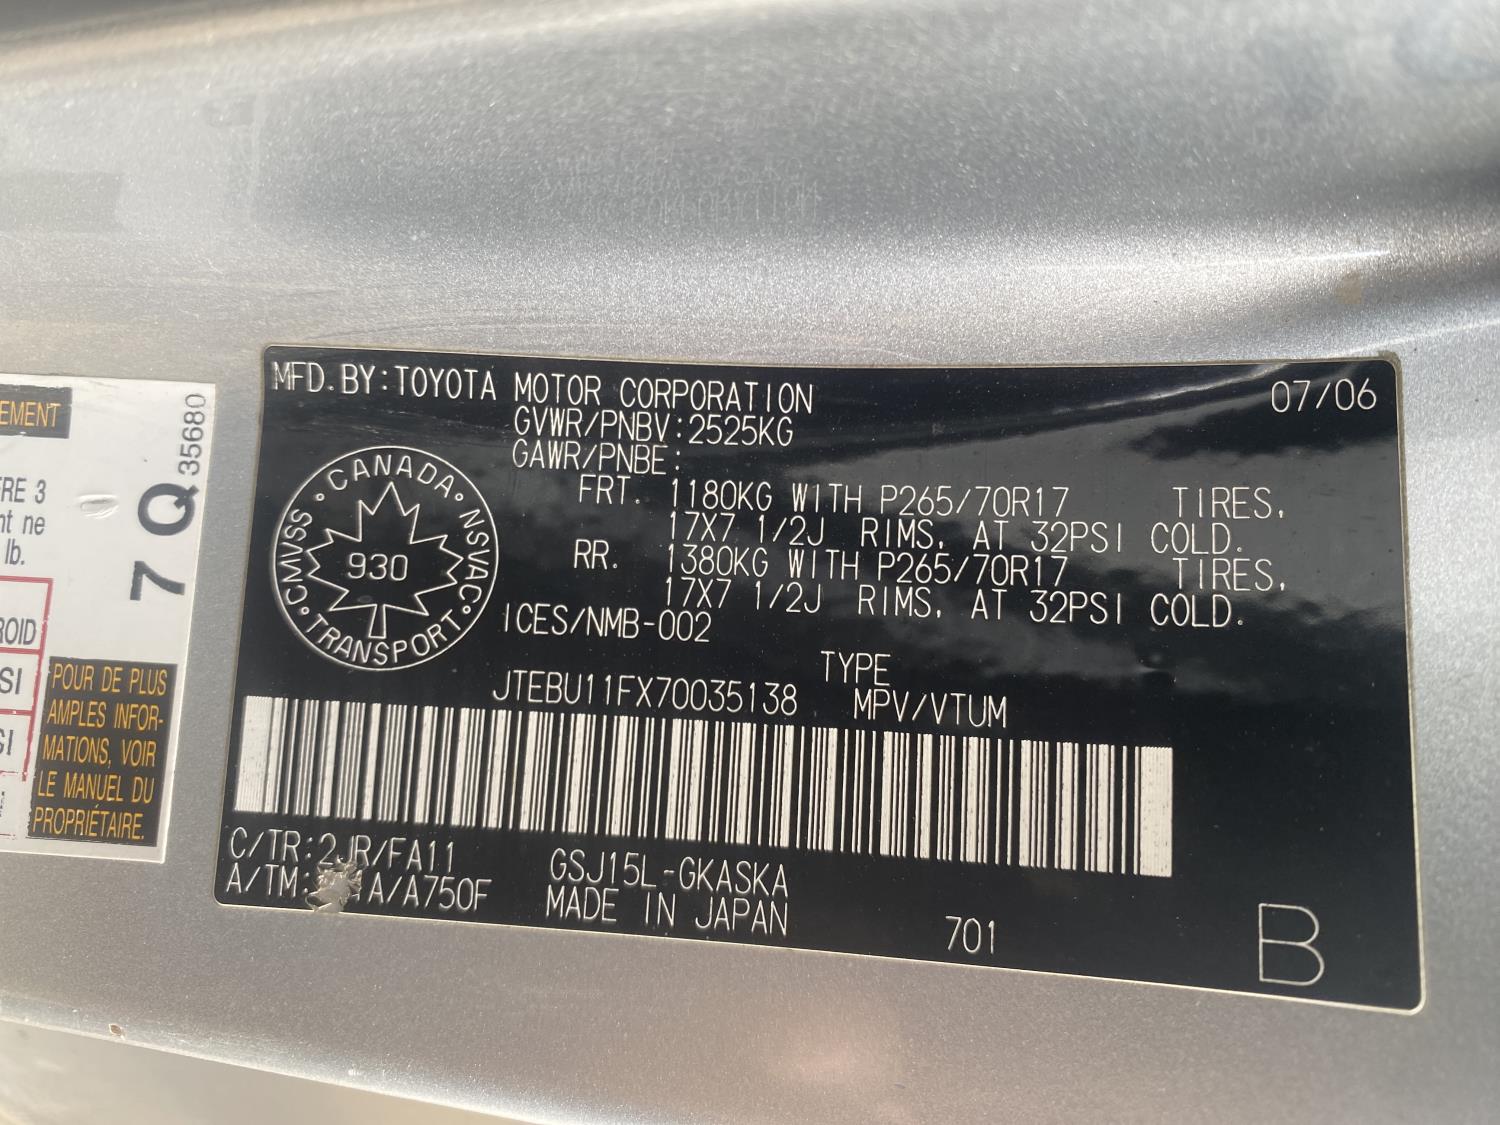 EMENT
35680
7 Q
RE 3
nt ne
lb.
ROID
SI
SI
POUR DE PLUS
AMPLES INFOR-
MATIONS, VOIR
LE MANUEL DU
PROPRIÉTAIRE.
MFD. BY: TOYOTA MOTOR CORPORATION 07/06
GVWR/PNBV: 2525KG
GAWR/PNBE:
FRT. 1180KG WITH P265/70R17 TIRES,
17X7 1/2J RIMS, AT 32PSI COLD.
RR. 1380KG WITH P265/70R17 TIRES,
17X7 1/2J RIMS, AT 32PSI COLD.
CANADA · NSVAC · TRANSPORT · CMVSS ·
930
ICES/NMB-002
TYPE
JTEBU11FX70035138 MPV/VTUM
C/TR: 2JR/FA11 GSJ15L-GKASKA
A/TM: A/A750F MADE IN JAPAN
701
B